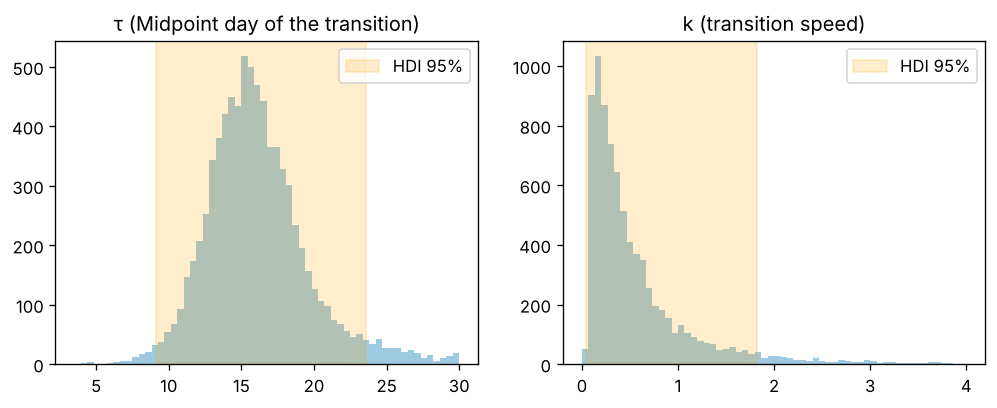 τ (Midpoint day of the transition)
HDI 95%
500
400
300
200
100
0
5 10 15 20 25 30
k (transition speed)
HDI 95%
1000
800
600
400
200
0
0 1 2 3 4